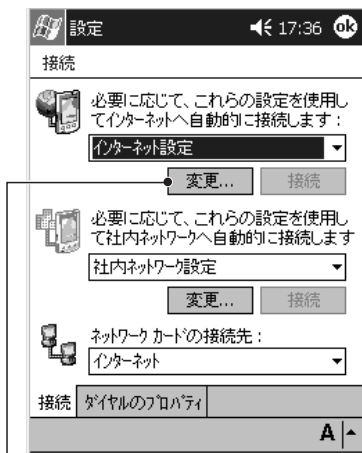 設定 17:36 ok
接続
必要に応じて、これらの設定を使用し
てインターネットへ自動的に接続します：
インターネット設定
変更... 接続
必要に応じて、これらの設定を使用し
て社内ネットワークへ自動的に接続します
社内ネットワーク設定
変更... 接続
ネットワーク カードの接続先：
インターネット
接続 ダイヤルのプロパティ
A